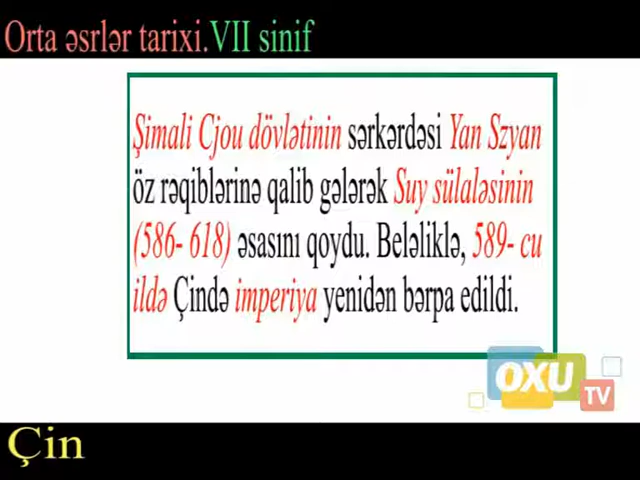 Orta əsrlər tarixi.VII sinif
Şimali Cjou dövlətinin sərkərdəsi Yan Szyan
öz rəqiblərinə qalib gələrək Suy sülaləsinin
(586- 618) əsasını qoydu. Beləliklə, 589- cu
ildə Çində imperiya yenidən bərpa edildi.
OXU
TV
Çin